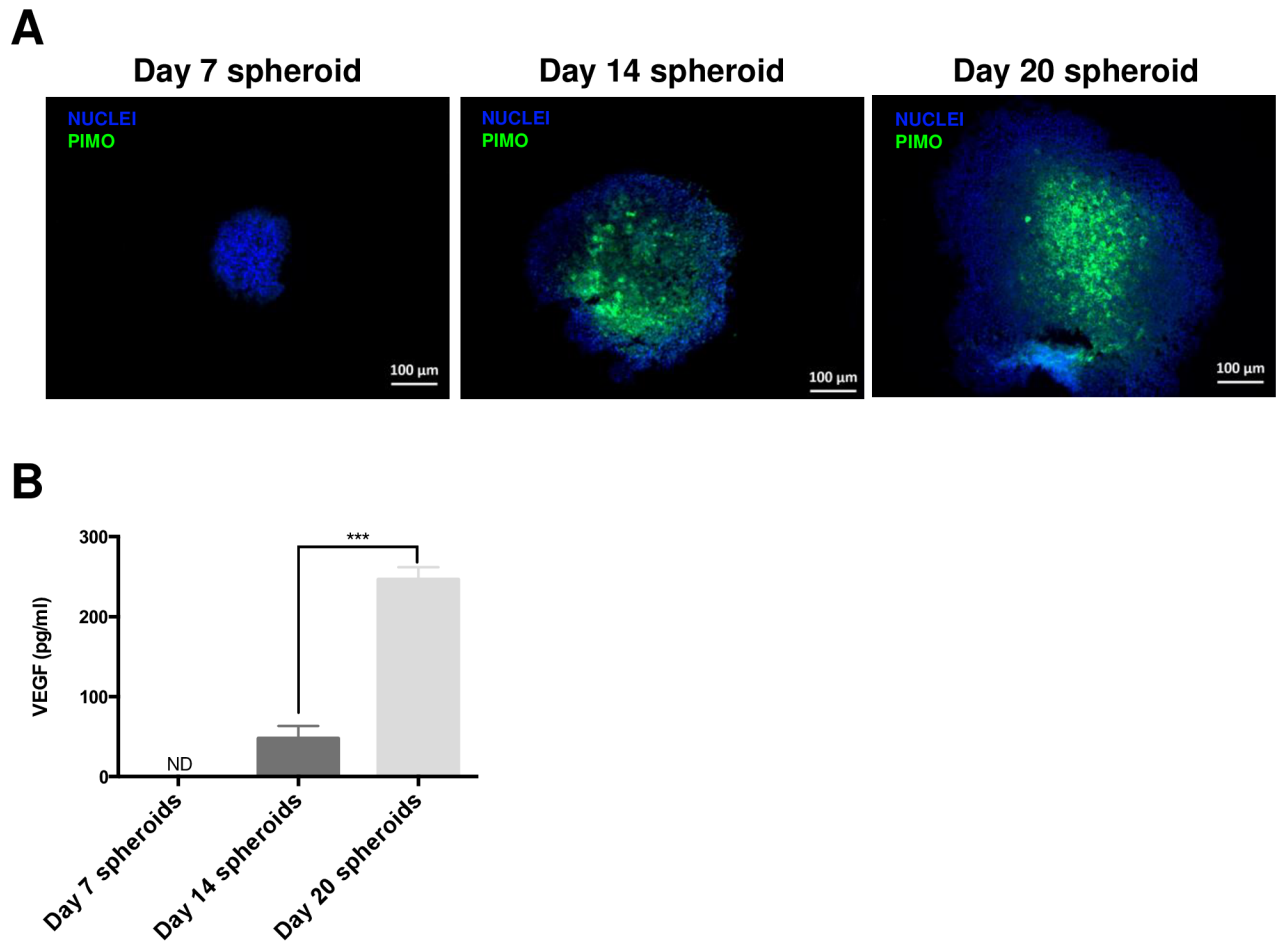 A
Day 7 spheroid
Day 14 spheroid
Day 20 spheroid
NUCLEI
PIMO
100 µm
NUCLEI
PIMO
100 µm
NUCLEI
PIMO
100 µm
B
300
200
100
0
VEGF (pg/ml)
***
ND
Day 7 spheroids
Day 14 spheroids
Day 20 spheroids